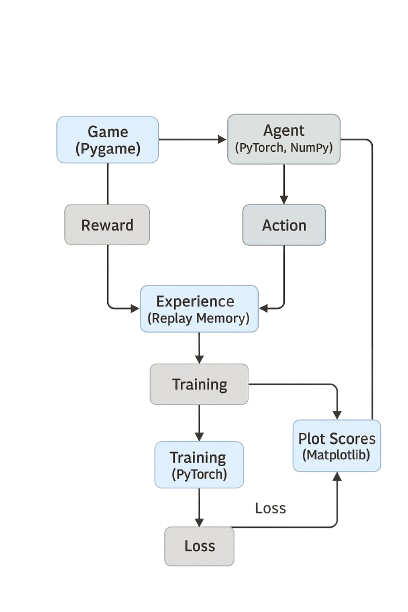 Game
(Pygame)
Agent
(PyTorch, NumPy)
Reward
Action
Experience
(Replay Memory)
Training
Plot Scores
(Matplotlib)
Training
(PyTorch)
Loss
Loss